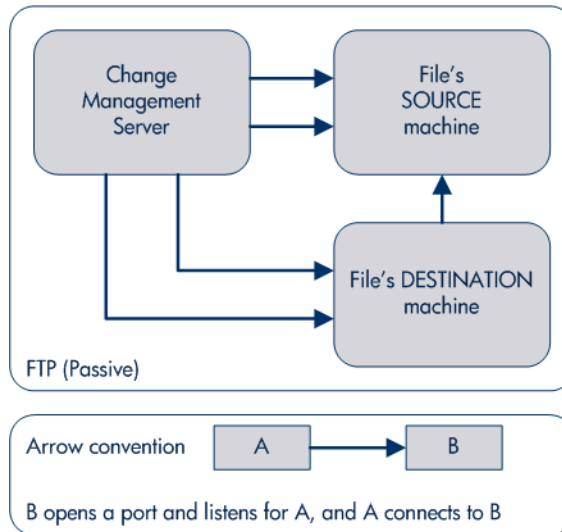 Change
Management
Server
File's
SOURCE
machine
File's DESTINATION
machine
FTP (Passive)
Arrow convention
A
B
B opens a port and listens for A, and A connects to B